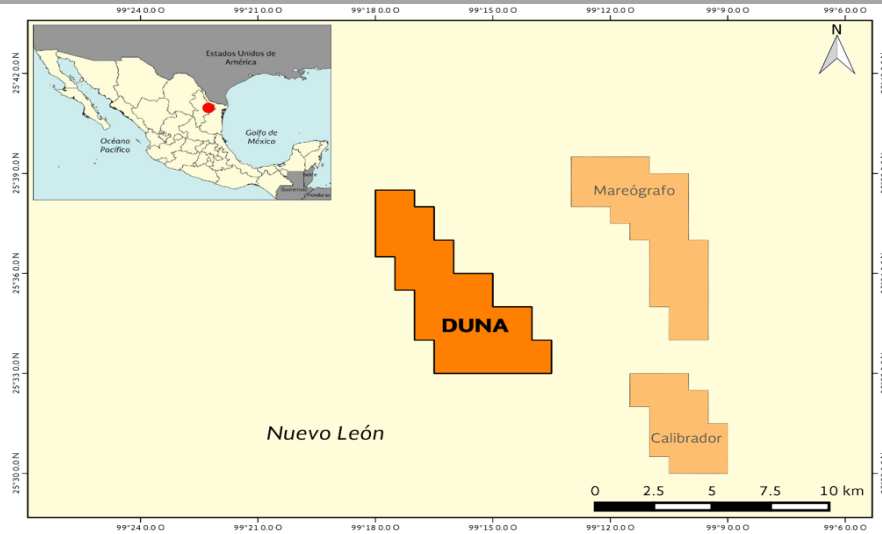 99°24'0.0"O 99°21'0.0"O 99°18'0.0"O 99°15'0.0"O 99°12'0.0"O 99°9'0.0"O 99°6'0.0"O
Estados Unidos de
América
Océano
Pacífico
Golfo de
México
Belice
Guatemala
Honduras
N
25°42'0.0"N
25°39'0.0"N
25°36'0.0"N
25°33'0.0"N
25°30'0.0"N
Mareógrafo
DUNA
Calibrador
Nuevo León
0 2.5 5 7.5 10 km
99°24'0.0"O 99°21'0.0"O 99°18'0.0"O 99°15'0.0"O 99°12'0.0"O 99°9'0.0"O 99°6'0.0"O